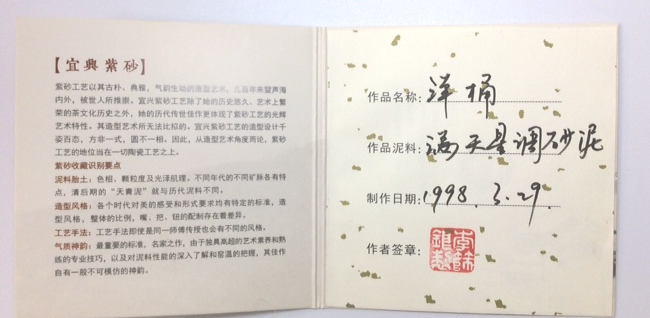 【宜興紫砂】
紫砂工艺以其古朴、典雅，气韵生动的造型艺术，几百年来誉声海
内外，被世人所推崇。宜兴紫砂工艺除了她的历史悠久、艺术上繁
荣的茶文化历史之外，她的历代传世佳作更体现了紫砂工艺的光辉
艺术特性。其造型艺术所无法比拟的。宜兴紫砂工艺的造型设计千
姿百态，方非一式，圆不一相。因此，从造型艺术角度而论，紫砂
工艺的地位当在一切陶瓷工艺之上。
紫砂收藏识别要点
泥料胎土：色相、颗粒度及光泽肌理。不同年代的不同矿脉各有特
点，清后期的“天青泥”就与历代泥料不同。
造型风格：各个时代对美的感受和形式要求均有特定的标准，造
型风格，整体的比例，嘴、把、钮的配制存在着差异。
工艺手法：工艺手法即使是同一师傅传授也会有不同的风格。
气质神韵：最重要的标准，名家之作，由于独具高超的艺术素养和熟
练的专业技巧，以及对泥料性能的深入了解和窑温的把握，其佳作
自有一般不可模仿的神韵。
作品名称：洋桶
作品泥料：满天星调砂泥
制作日期：1998.3.29
作者签章：